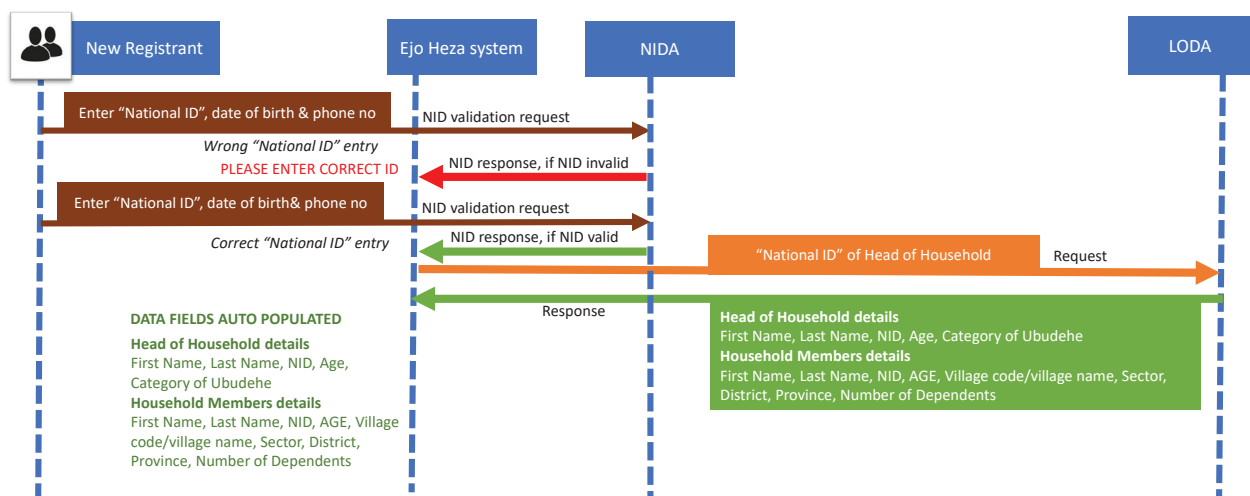 New Registrant
Ejo Heza system
NIDA
LODA
Enter “National ID”, date of birth & phone no
NID validation request
Wrong “National ID” entry
PLEASE ENTER CORRECT ID
NID response, if NID invalid
Enter “National ID”, date of birth& phone no
NID validation request
Correct “National ID” entry
NID response, if NID valid
“National ID” of Head of Household
Request
Response
DATA FIELDS AUTO POPULATED
Head of Household details
First Name, Last Name, NID, Age,
Category of Ubudehe
Household Members details
First Name, Last Name, NID, AGE, Village
code/village name, Sector, District,
Province, Number of Dependents
Head of Household details
First Name, Last Name, NID, Age, Category of Ubudehe
Household Members details
First Name, Last Name, NID, AGE, Village code/village name, Sector,
District, Province, Number of Dependents